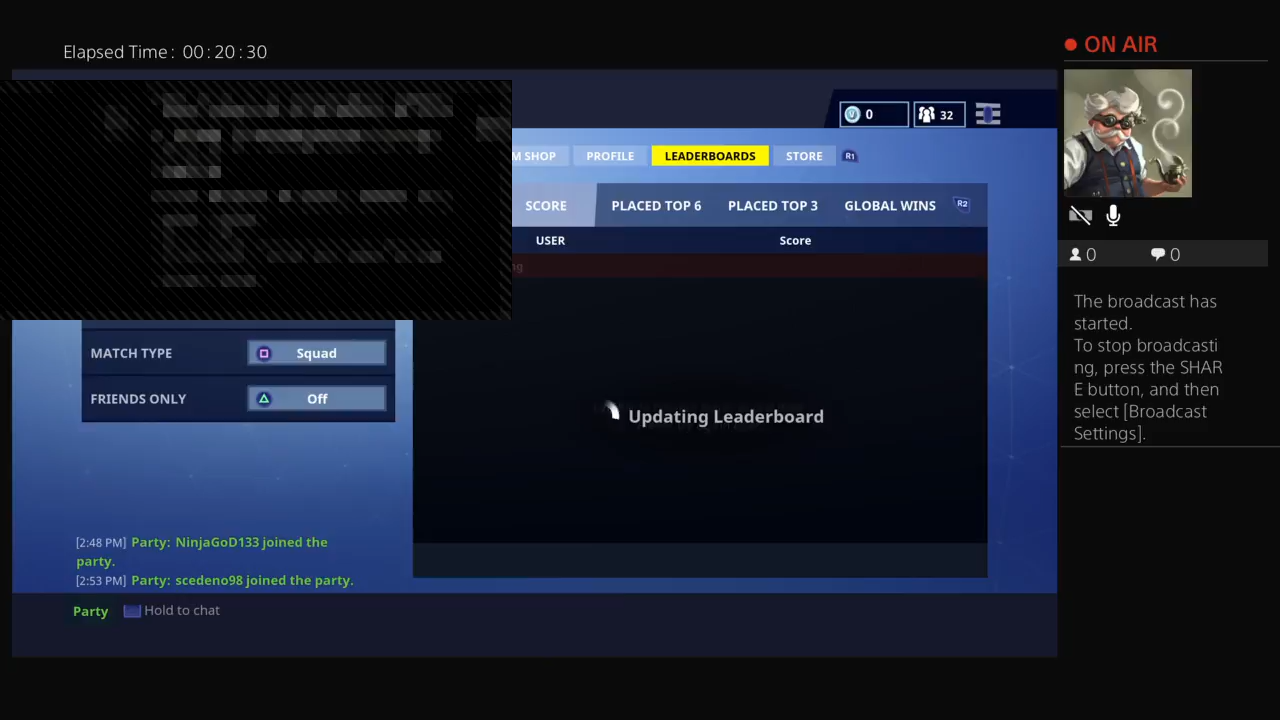 Elapsed Time: 00:20:30
ON AIR
0
32
M SHOP
PROFILE
LEADERBOARDS
STORE
R1
SCORE
PLACED TOP 6
PLACED TOP 3
GLOBAL WINS
R2
USER
Score
MATCH TYPE
Squad
FRIENDS ONLY
Off
Updating Leaderboard
[2:48 PM] Party: NinjaGoD133 joined the
party.
[2:53 PM] Party: scedeno98 joined the party.
Party
Hold to chat
0
0
The broadcast has
started.
To stop broadcasti
ng, press the SHAR
E button, and then
select [Broadcast
Settings].